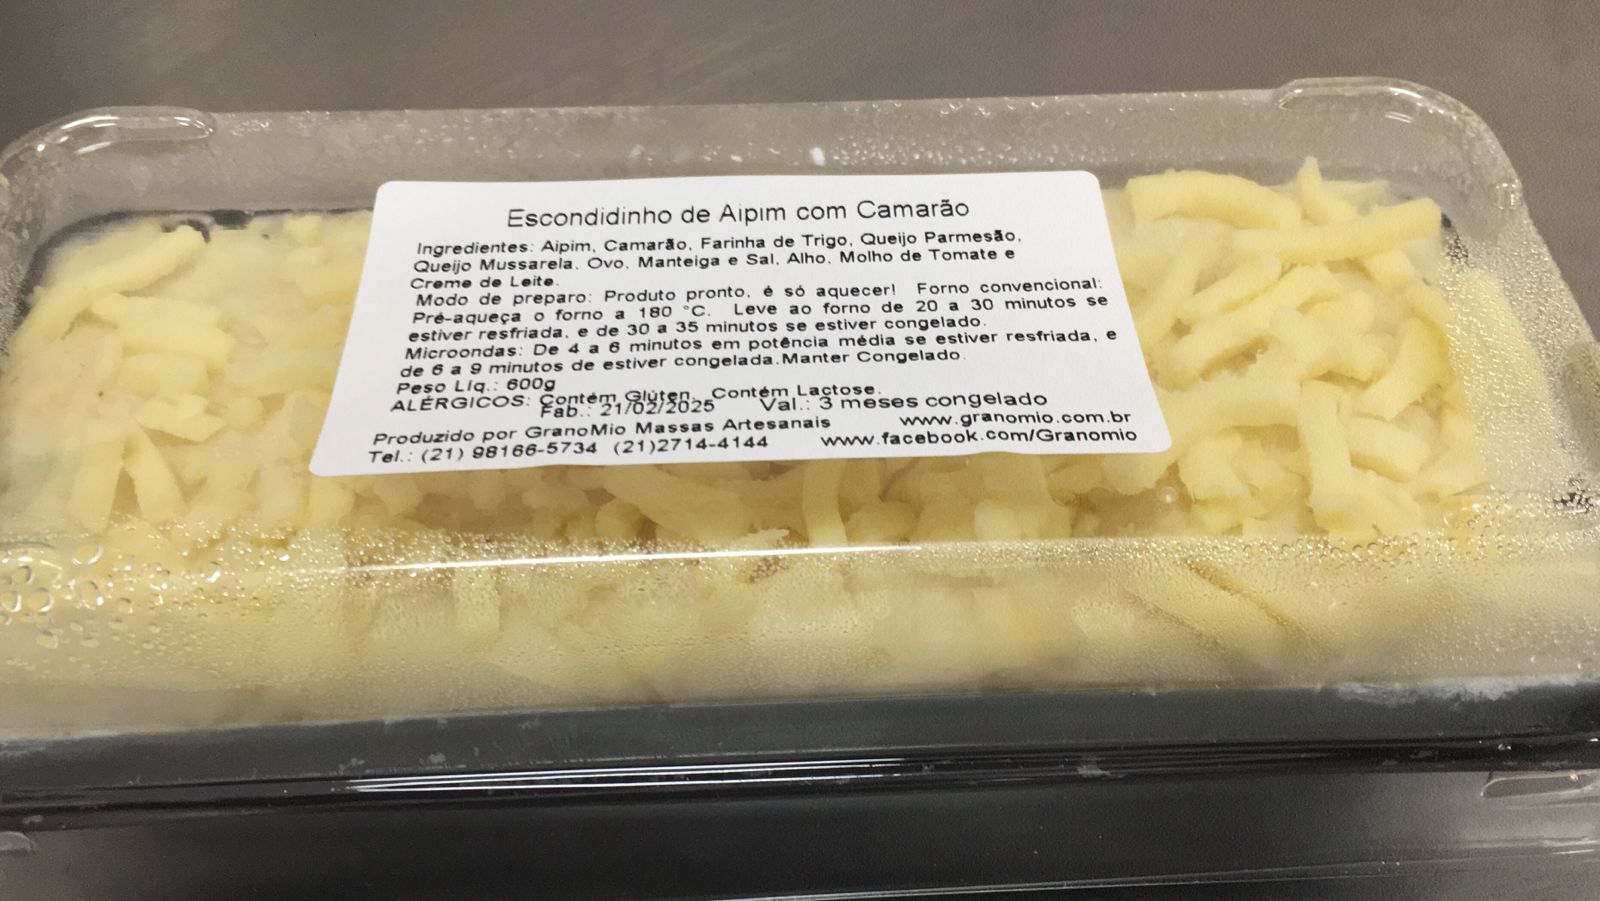 Escondidinho de Aipim com Camarão
Ingredientes: Aipim, Camarão, Farinha de Trigo, Queijo Parmesão,
Queijo Mussarela, Ovo, Manteiga e Sal, Alho, Molho de Tomate e
Creme de Leite.
Modo de preparo: Produto pronto, é só aquecer! Forno convencional:
Pré-aqueça o forno a 180 °C. Leve ao forno de 20 a 30 minutos se
estiver resfriada, e de 30 a 35 minutos se estiver congelado.
Microondas: De 4 a 6 minutos em potência média se estiver resfriada, e
de 6 a 9 minutos de estiver congelada.Manter Congelado.
Peso Líq.: 600g
ALÉRGICOS: Contém Glúten. Contém Lactose.
Fab.: 21/02/2025 Val.: 3 meses congelado
Produzido por GranoMio Massas Artesanais www.granomio.com.br
Tel.: (21) 98166-5734 (21)2714-4144 www.facebook.com/Granomio